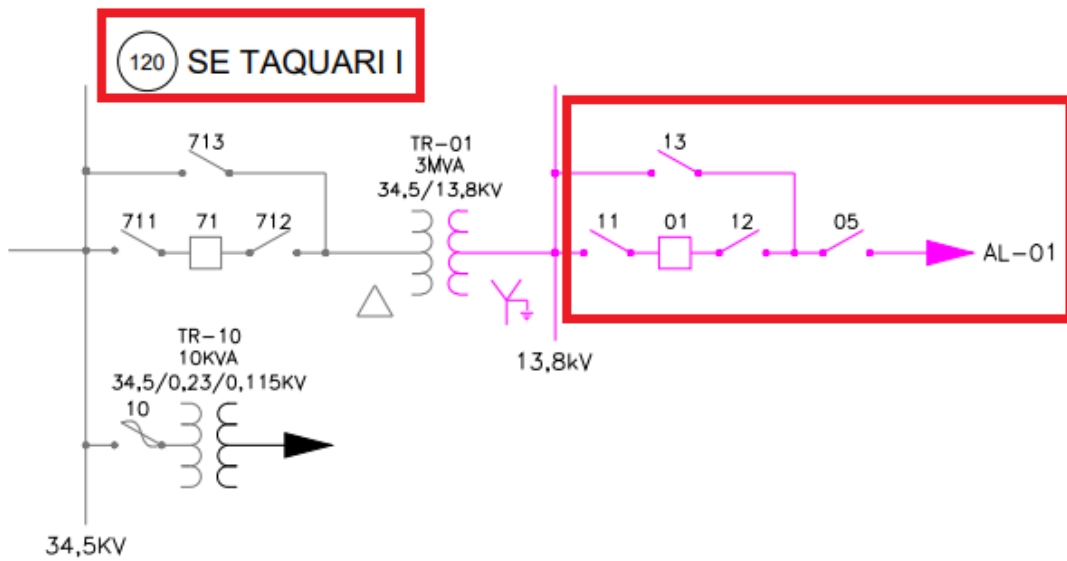 120 SE TAQUARI I
713
TR-01
3MVA
34,5/13,8KV
13
711 71 712
11 01 12 05
AL-01
TR-10
10KVA
34,5/0,23/0,115KV
10
13,8kV
34,5KV